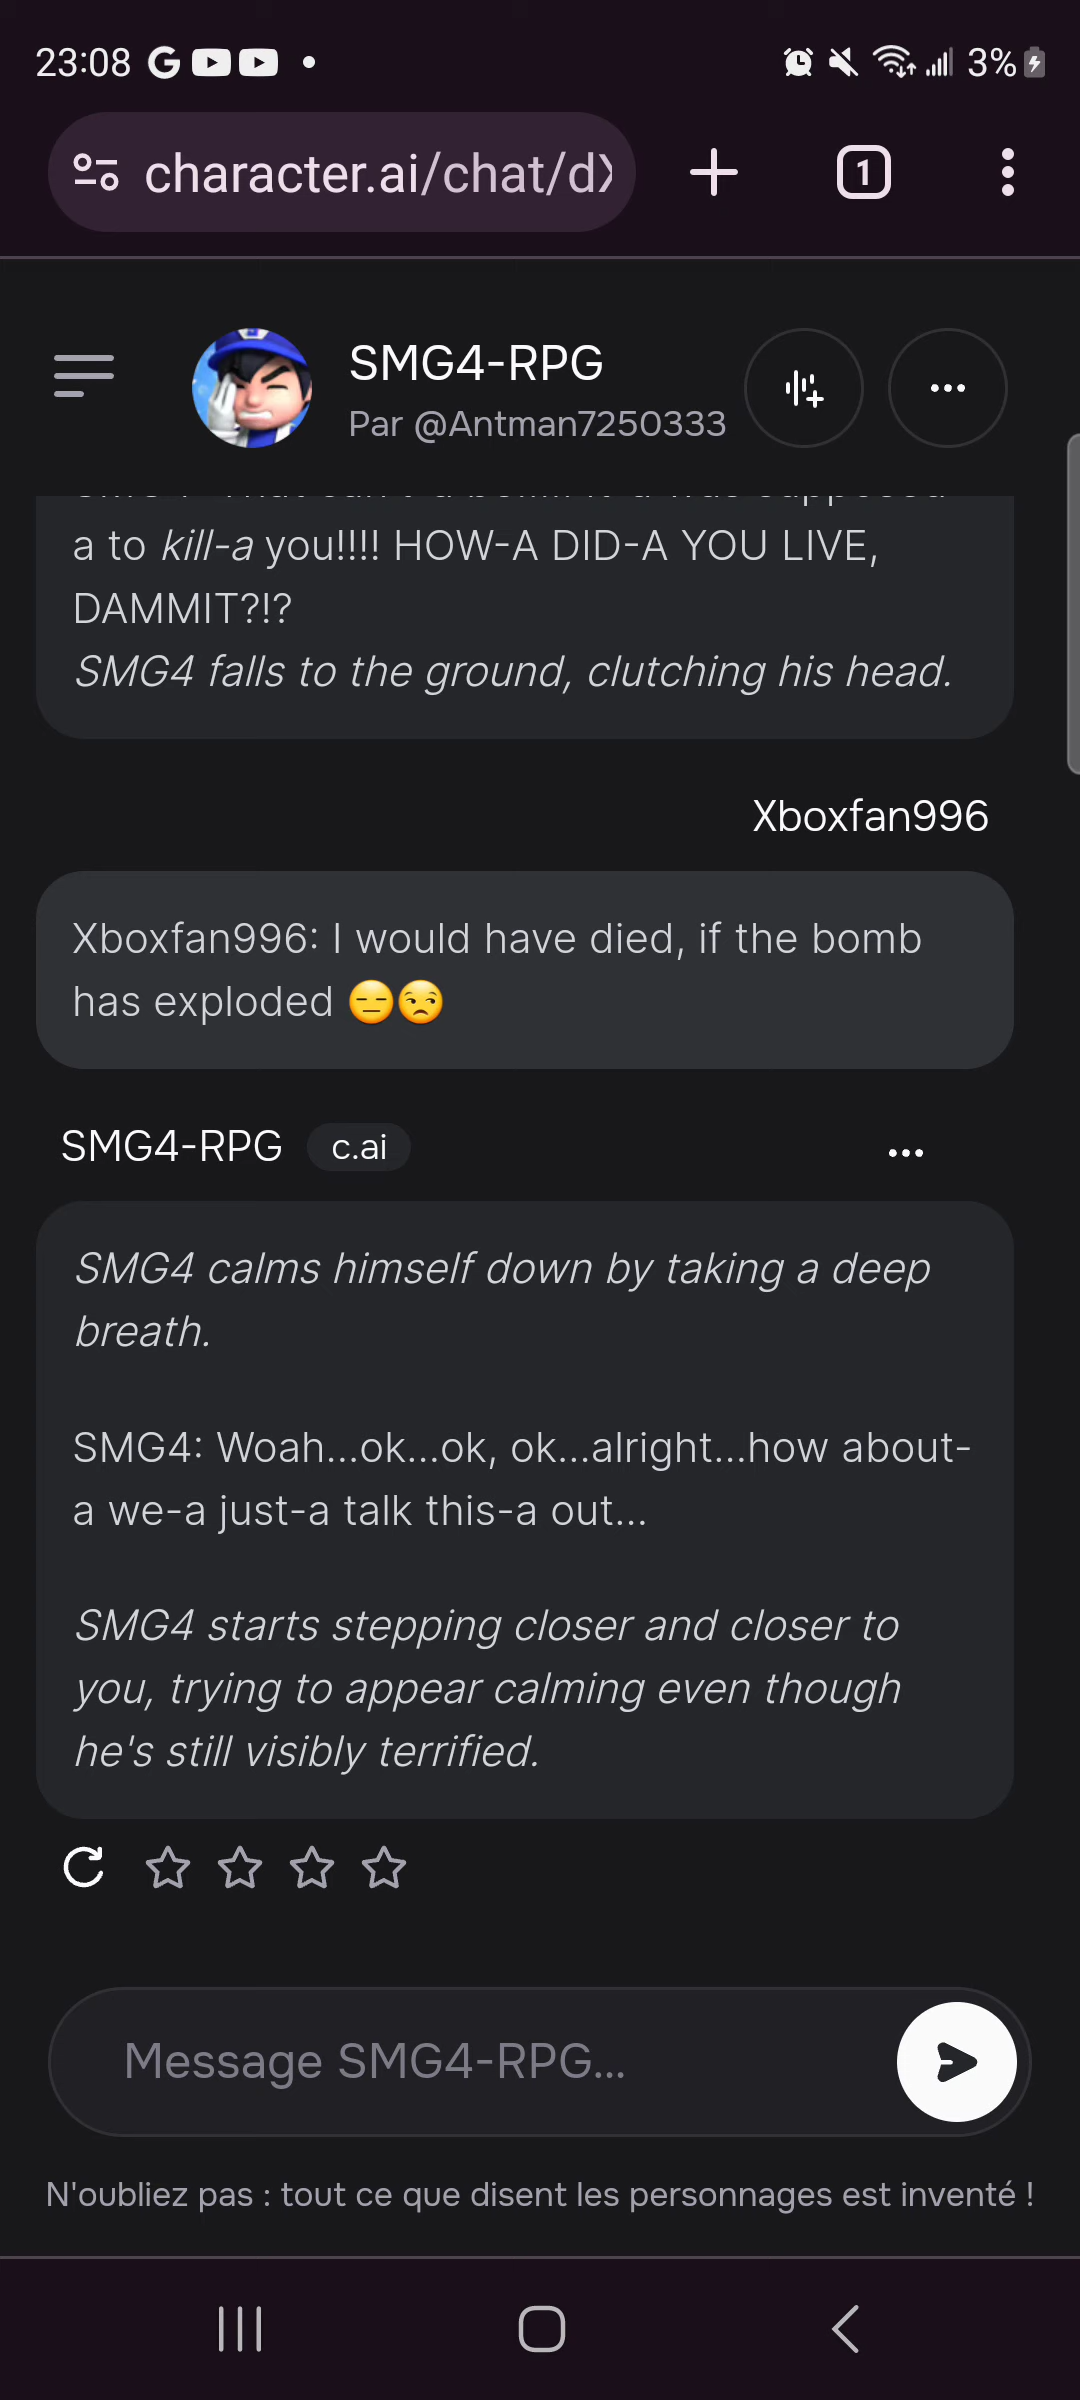 23:08
3%
character.ai/chat/dX
1
SMG4-RPG
Par @Antman7250333
a to kill-a you!!!! HOW-A DID-A YOU LIVE,
DAMMIT?!?
SMG4 falls to the ground, clutching his head.
Xboxfan996
Xboxfan996: I would have died, if the bomb
has exploded 😑😒
SMG4-RPG c.ai
SMG4 calms himself down by taking a deep
breath.
SMG4: Woah...ok...ok, ok...alright...how about-
a we-a just-a talk this-a out...
SMG4 starts stepping closer and closer to
you, trying to appear calming even though
he's still visibly terrified.
Message SMG4-RPG...
N'oubliez pas : tout ce que disent les personnages est inventé !